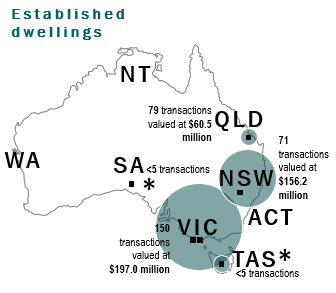 Established
dwellings
NT
79 transactions
valued at $60.5
million
QLD
71
transactions
valued at
$156.2
million
WA
SA
<5 transactions
*
NSW
ACT
150
transactions
valued at
$197.0 million
VIC
TAS*
<5 transactions